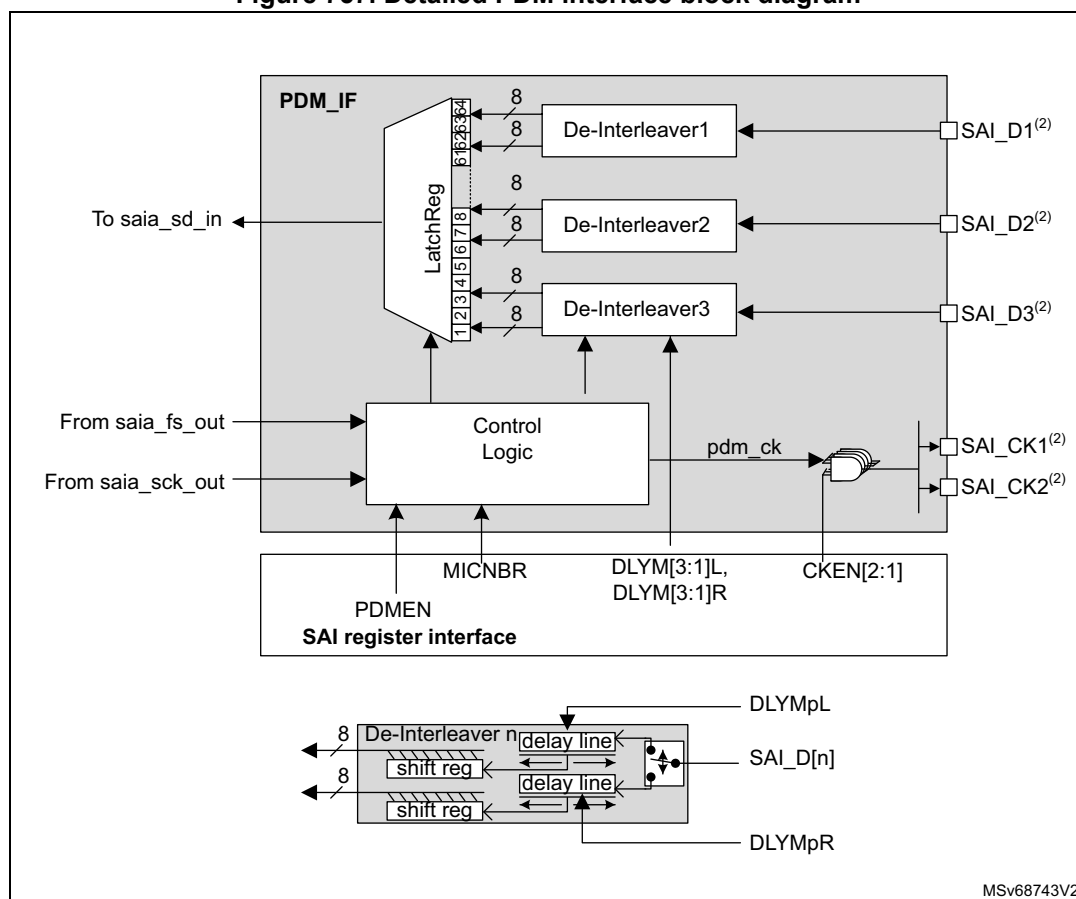 Figure 767. Detailed PDM interface block diagram
PDM_IF
8
8
De-Interleaver1
SAI_D1(2)
61 62 63 64
To saia_sd_in
LatchReg
8
8
De-Interleaver2
SAI_D2(2)
8
8
De-Interleaver3
SAI_D3(2)
1 2 3 4 5 6 7 8
From saia_fs_out
From saia_sck_out
Control
Logic
pdm_ck
SAI_CK1(2)
SAI_CK2(2)
MICNBR
DLYM[3:1]L,
DLYM[3:1]R
CKEN[2:1]
PDMEN
SAI register interface
DLYMpL
8
De-Interleaver n
delay line
shift reg
SAI_D[n]
8
delay line
shift reg
DLYMpR
MSv68743V2